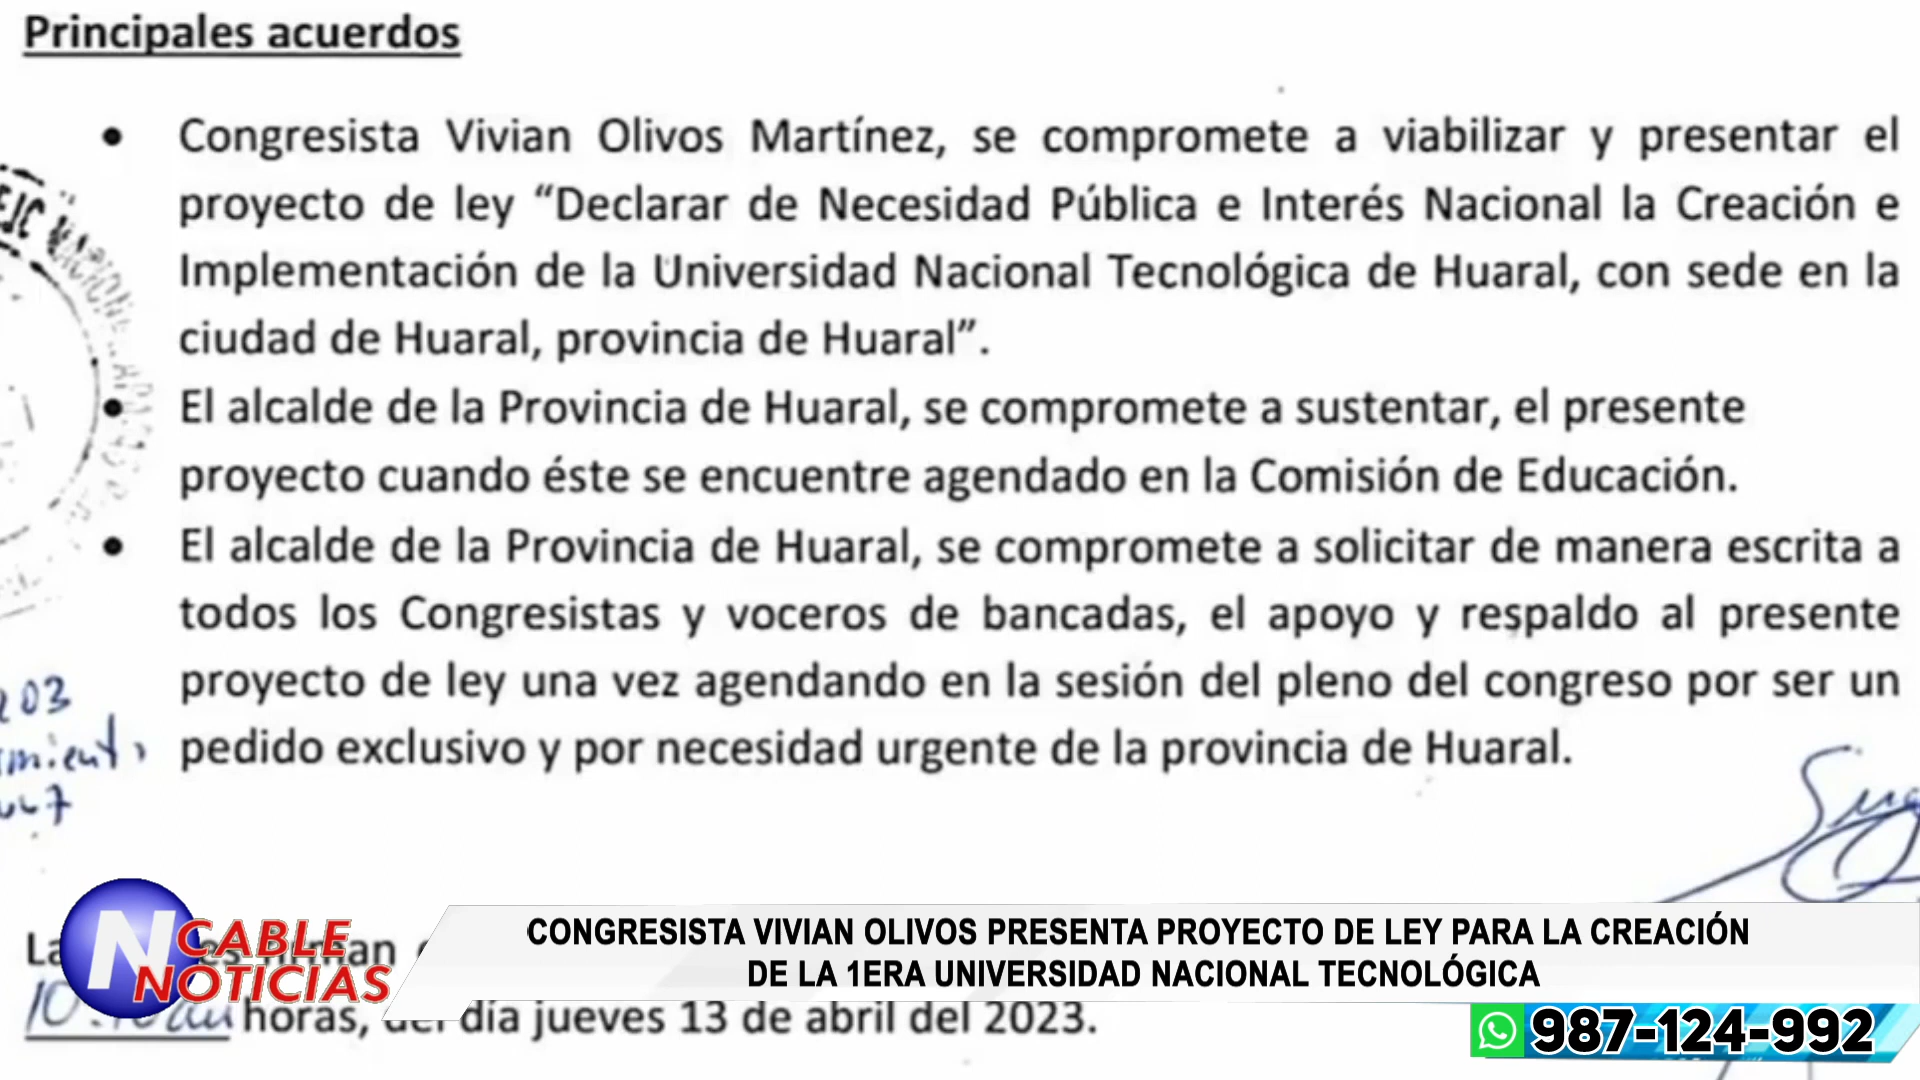 Principales acuerdos
• Congresista Vivian Olivos Martínez, se compromete a viabilizar y presentar el
proyecto de ley “Declarar de Necesidad Pública e Interés Nacional la Creación e
Implementación de la Universidad Nacional Tecnológica de Huaral, con sede en la
ciudad de Huaral, provincia de Huaral”.
• El alcalde de la Provincia de Huaral, se compromete a sustentar, el presente
proyecto cuando éste se encuentre agendado en la Comisión de Educación.
• El alcalde de la Provincia de Huaral, se compromete a solicitar de manera escrita a
todos los Congresistas y voceros de bancadas, el apoyo y respaldo al presente
proyecto de ley una vez agendando en la sesión del pleno del congreso por ser un
pedido exclusivo y por necesidad urgente de la provincia de Huaral.
203
N CABLE
NOTICIAS
CONGRESISTA VIVIAN OLIVOS PRESENTA PROYECTO DE LEY PARA LA CREACIÓN
DE LA 1ERA UNIVERSIDAD NACIONAL TECNOLÓGICA
horas, del día jueves 13 de abril del 2023.
987-124-992